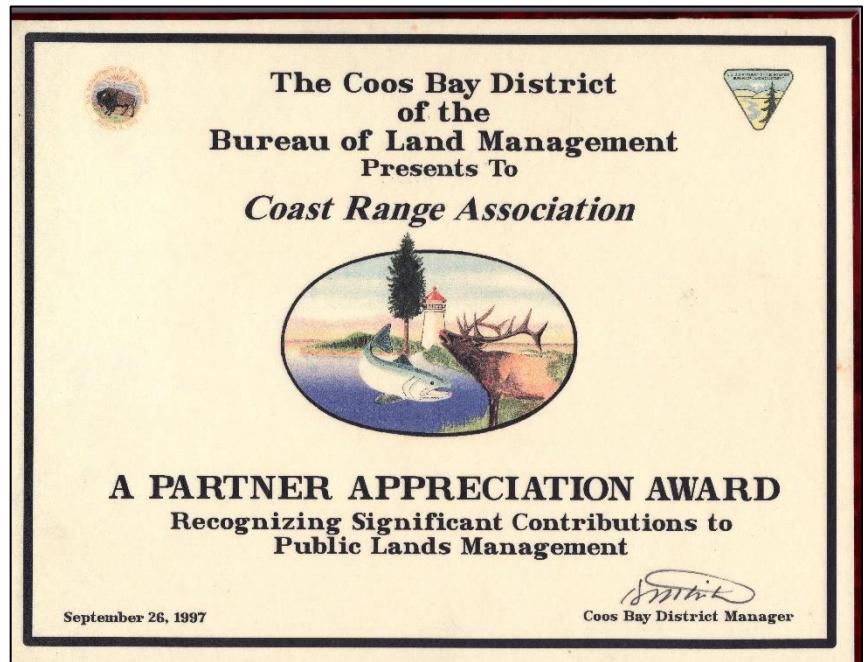 The Coos Bay District
of the
Bureau of Land Management
Presents To
Coast Range Association
A PARTNER APPRECIATION AWARD
Recognizing Significant Contributions to
Public Lands Management
September 26, 1997
Coos Bay District Manager